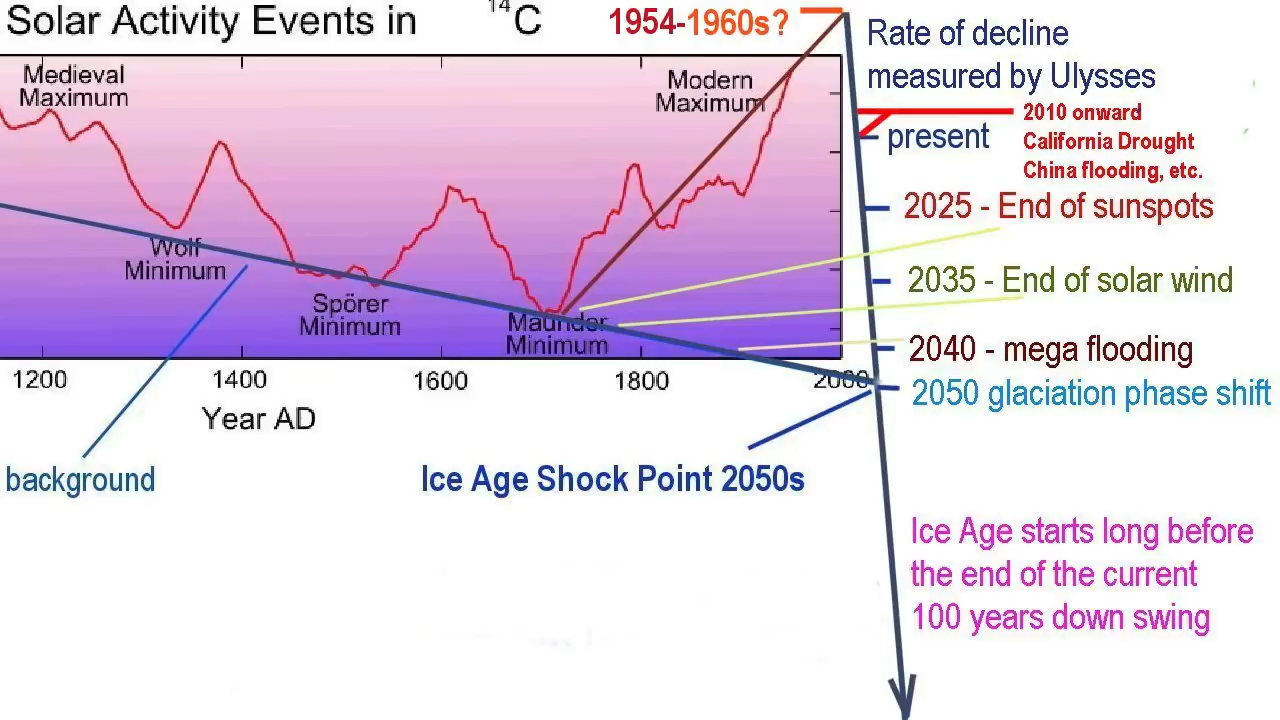 Solar Activity Events in ¹⁴C
1954-1960s?
Rate of decline
measured by Ulysses
Medieval
Maximum
Modern
Maximum
2010 onward
California Drought
China flooding, etc.
present
2025 - End of sunspots
Wolf
Minimum
2035 - End of solar wind
Spörer
Minimum
Maunder
Minimum
2040 - mega flooding
1200
1400
1600
1800
2000
2050 glaciation phase shift
Year AD
background
Ice Age Shock Point 2050s
Ice Age starts long before
the end of the current
100 years down swing